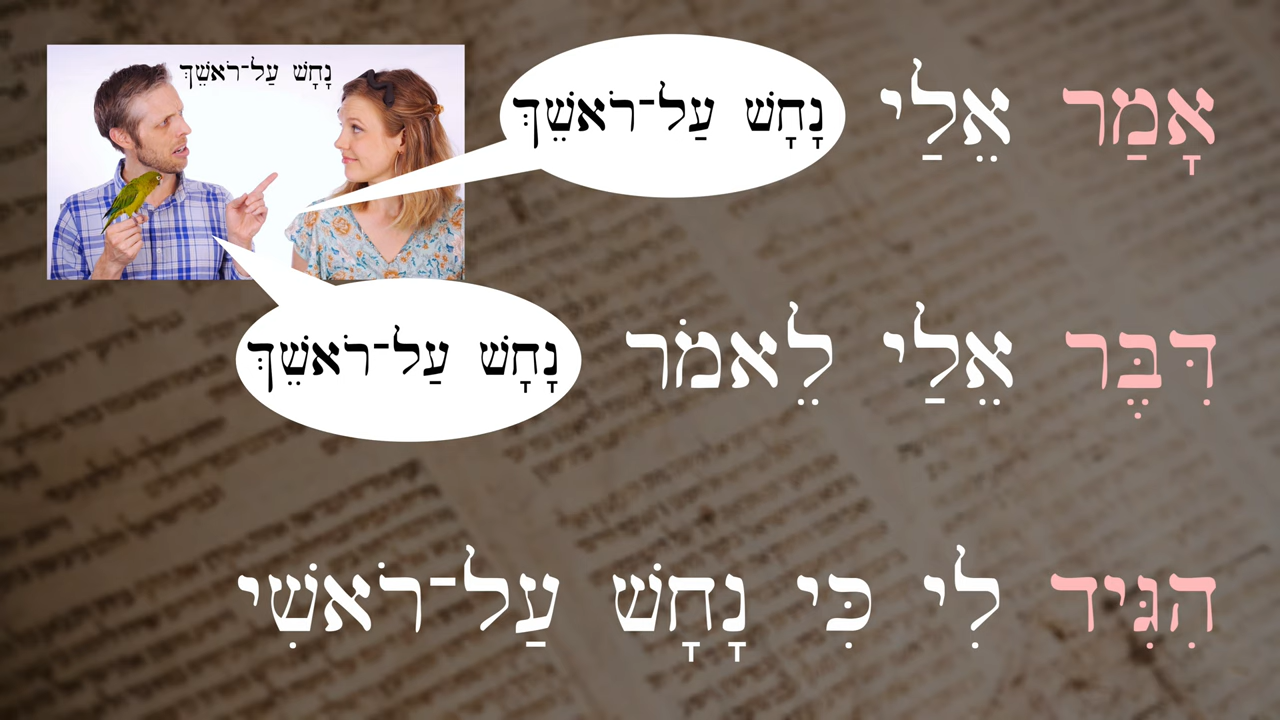 נָחָשׁ עַל־רֹאשֵׁךְ
אָמַר אֵלַי נָחָשׁ עַל־רֹאשֵׁךְ
דִּבֶּר אֵלַי לֵאמֹר נָחָשׁ עַל־רֹאשֵׁךְ
הִגִּיד לִי כִּי נָחָשׁ עַל־רֹאשִׁי